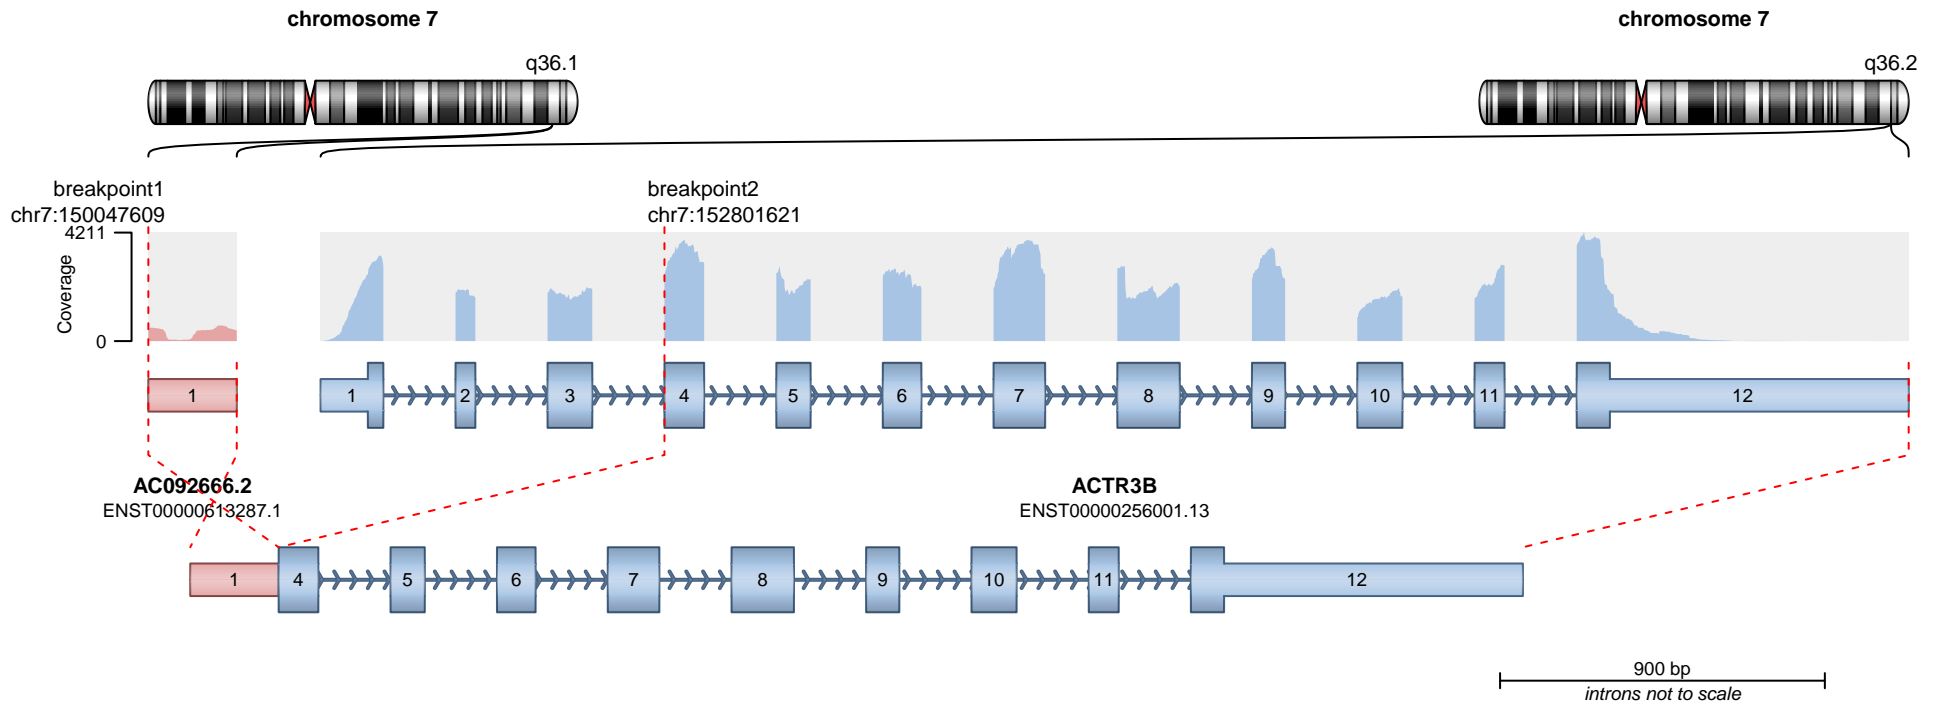 chromosome 7
chromosome 7
q36.1
q36.2
breakpoint1
chr7:150047609
breakpoint2
chr7:152801621
4211
Coverage
0
1
1 2 3 4 5 6 7 8 9 10 11 12
AC092666.2
ENST00000613287.1
ACTR3B
ENST00000256001.13
1 4 5 6 7 8 9 10 11 12
900 bp
introns not to scale